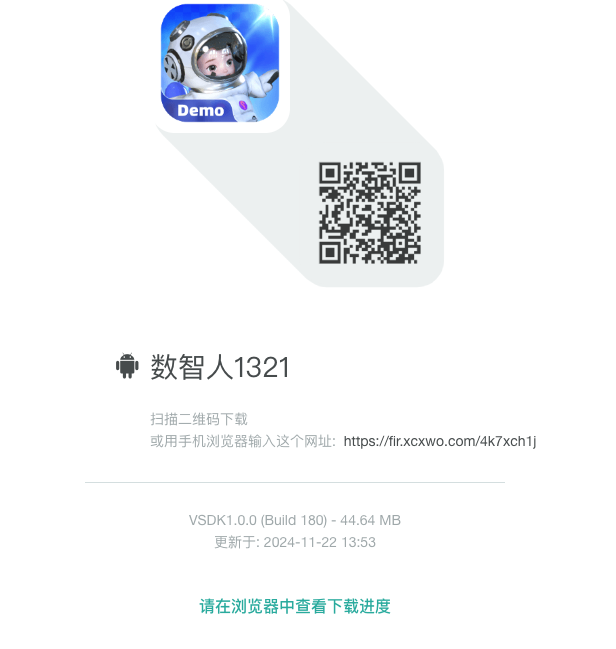 Demo
数智人1321
扫描二维码下载
或用手机浏览器输入这个网址: https://fir.xcxwo.com/4k7xch1j
VSDK1.0.0 (Build 180) - 44.64 MB
更新于: 2024-11-22 13:53
请在浏览器中查看下载进度